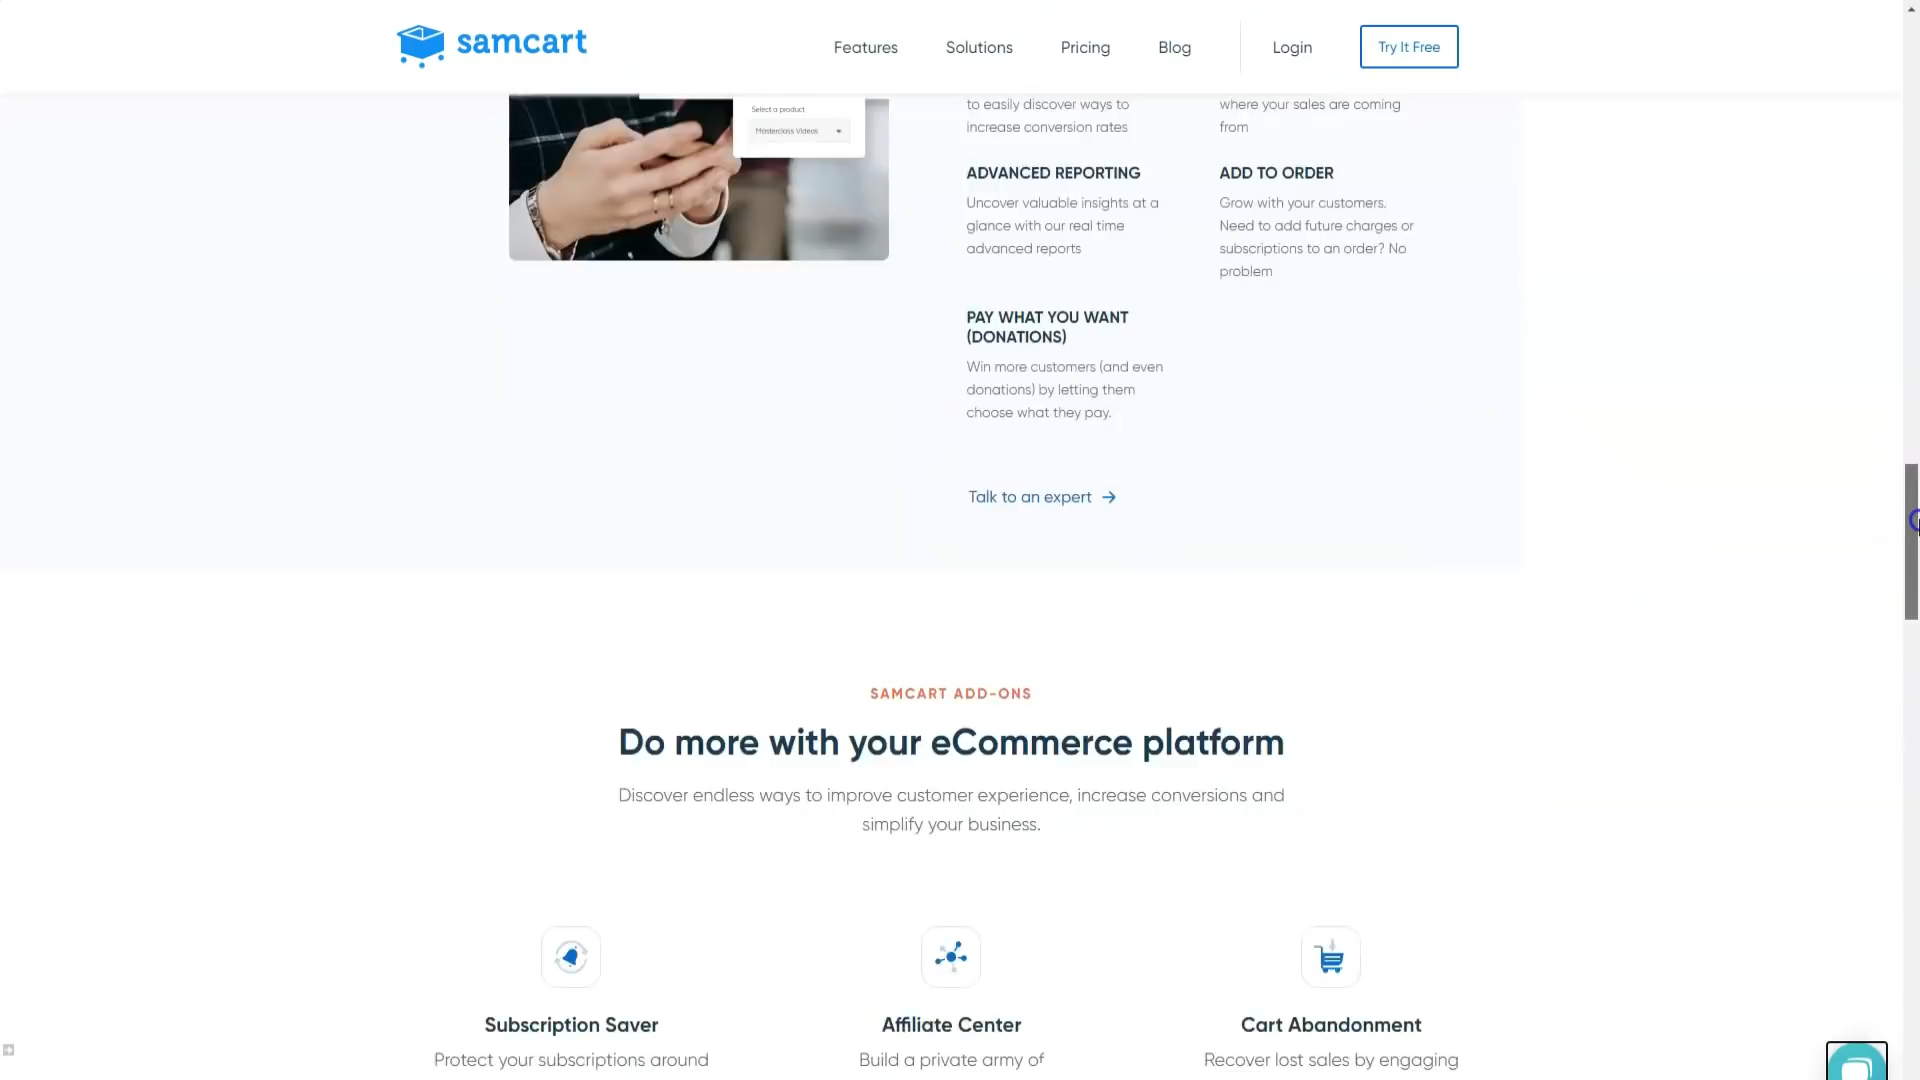 samcart
Features
Solutions
Pricing
Blog
Login
Try It Free
Select a product
Masterclass Videos
to easily discover ways to
increase conversion rates
where your sales are coming
from
ADVANCED REPORTING
Uncover valuable insights at a
glance with our real time
advanced reports
ADD TO ORDER
Grow with your customers.
Need to add future charges or
subscriptions to an order? No
problem
PAY WHAT YOU WANT
(DONATIONS)
Win more customers (and even
donations) by letting them
choose what they pay.
Talk to an expert
SAMCART ADD-ONS
Do more with your eCommerce platform
Discover endless ways to improve customer experience, increase conversions and
simplify your business.
Subscription Saver
Protect your subscriptions around
Affiliate Center
Build a private army of
Cart Abandonment
Recover lost sales by engaging